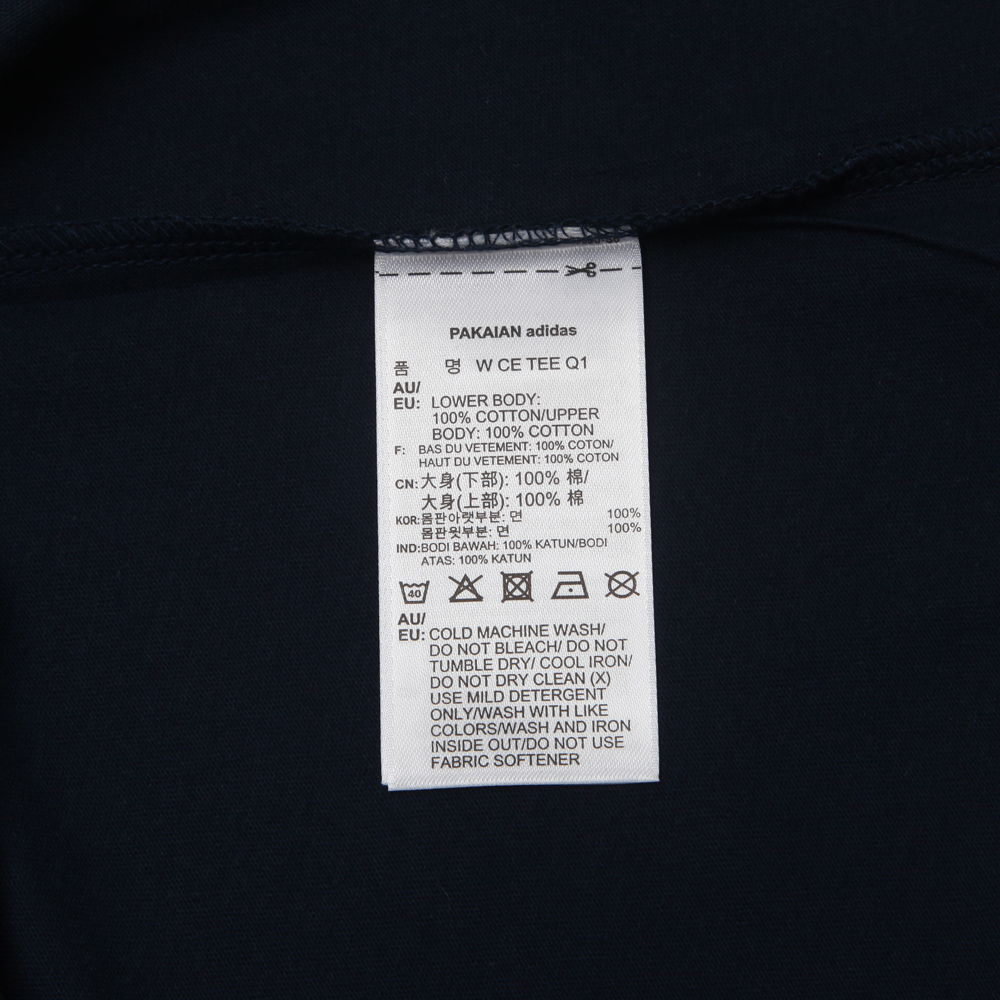 PAKAIAN adidas
품 명 W CE TEE Q1
AU/
EU: LOWER BODY:
100% COTTON/UPPER
BODY: 100% COTTON
F: BAS DU VETEMENT: 100% COTON/
HAUT DU VETEMENT: 100% COTON
CN: 大身(下部): 100% 棉/
大身(上部): 100% 棉
KOR: 몸판아랫부분: 면 100%
몸판윗부분: 면 100%
IND: BODI BAWAH: 100% KATUN/BODI
ATAS: 100% KATUN
40
AU/
EU: COLD MACHINE WASH/
DO NOT BLEACH/ DO NOT
TUMBLE DRY/ COOL IRON/
DO NOT DRY CLEAN (X)
USE MILD DETERGENT
ONLY/WASH WITH LIKE
COLORS/WASH AND IRON
INSIDE OUT/DO NOT USE
FABRIC SOFTENER